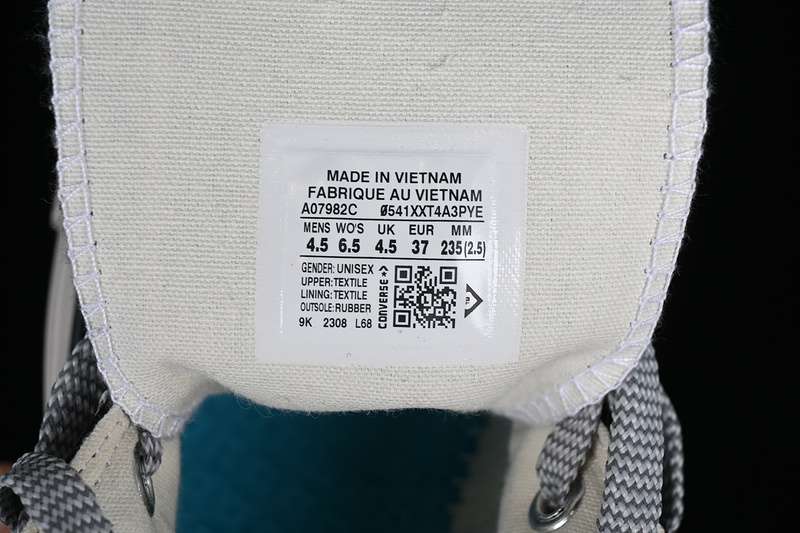 MADE IN VIETNAM
FABRIQUE AU VIETNAM
A07982C Ø541XXT4A3PYE
MENS WO'S UK EUR MM
4.5 6.5 4.5 37 235(2.5)
GENDER: UNISEX
UPPER: TEXTILE
LINING: TEXTILE
OUTSOLE: RUBBER
9K 2308 L68
CONVERSE